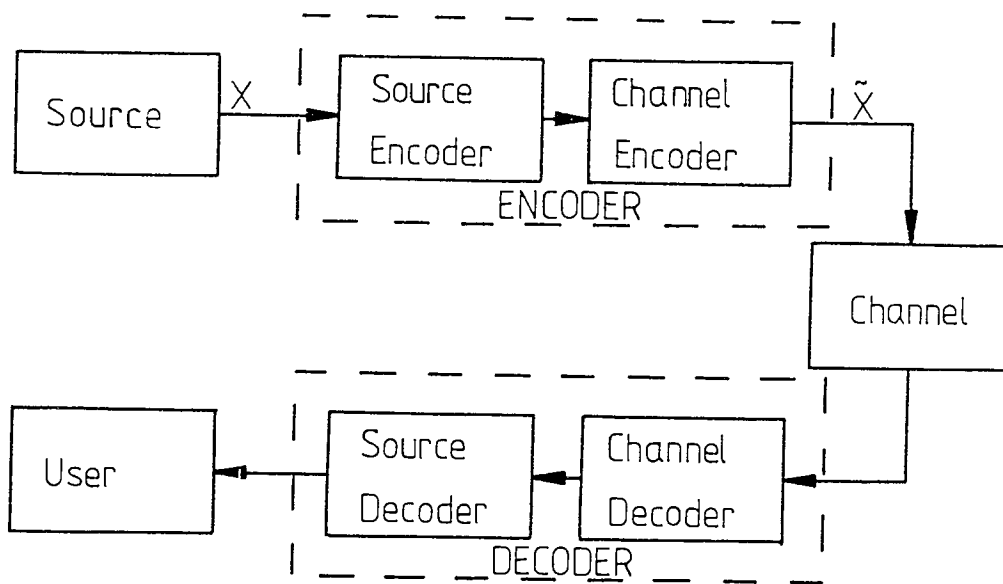 Source
X
Source
Encoder
Channel
Encoder
X̃
ENCODER
Channel
User
Source
Decoder
Channel
Decoder
DECODER